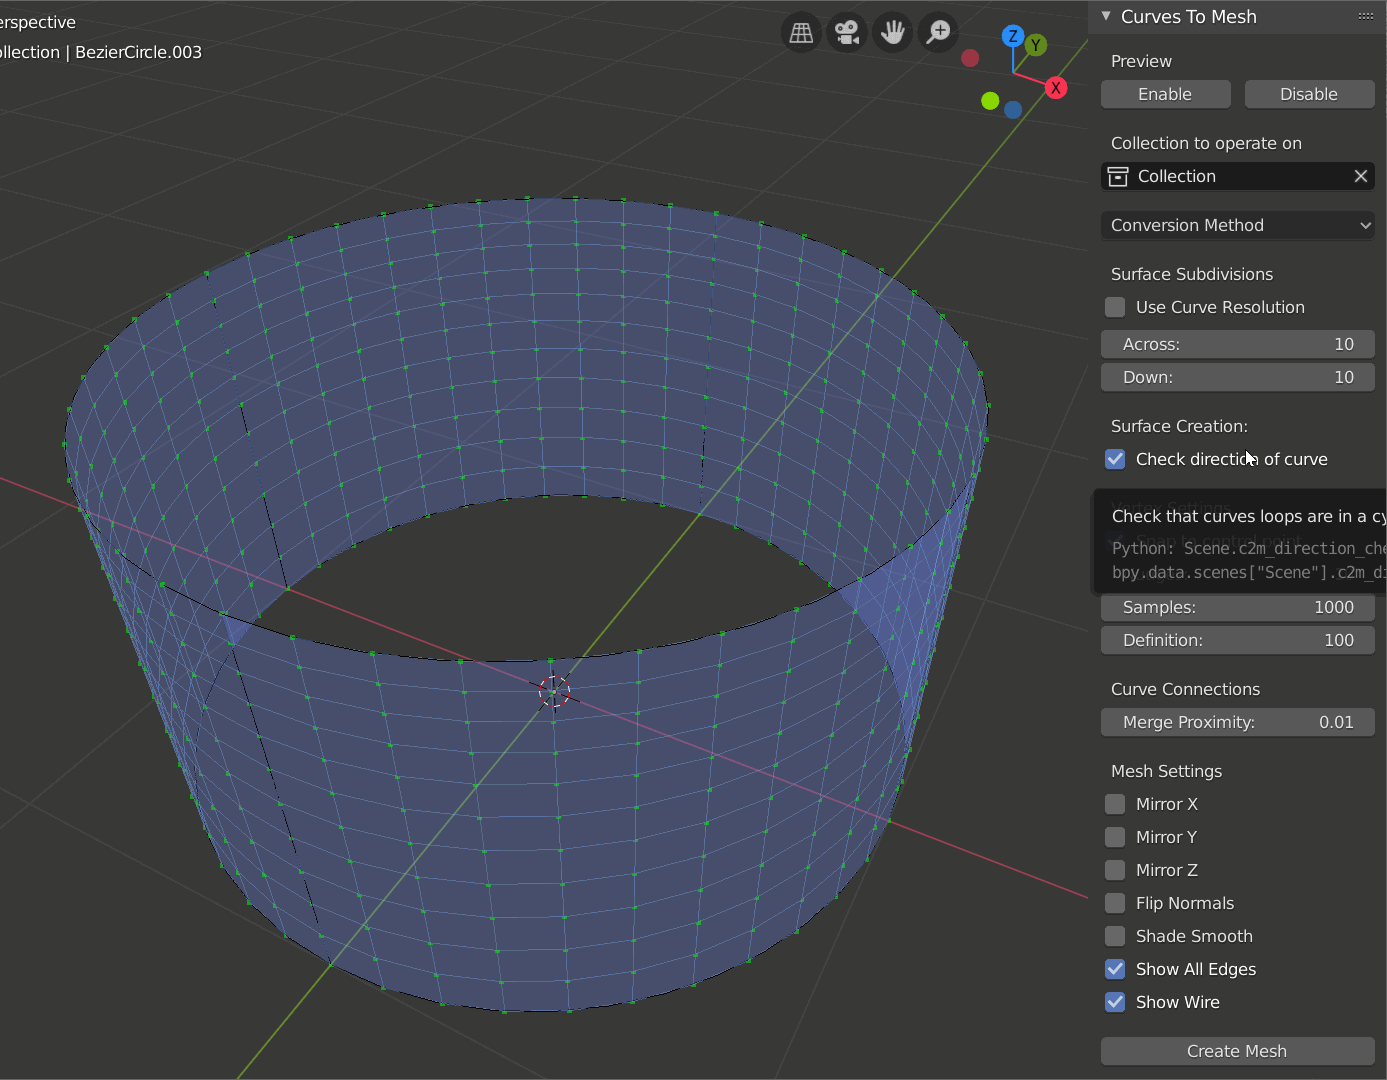 erspective
ollection | BezierCircle.003
Z
Y
X
Curves To Mesh
Preview
Enable
Disable
Collection to operate on
Collection
Conversion Method
Surface Subdivisions
Use Curve Resolution
Across: 10
Down: 10
Surface Creation:
Check direction of curve
Check that curves loops are in a cy
Python: Scene.c2m_direction_che
bpy.data.scenes["Scene"].c2m_di
Samples: 1000
Definition: 100
Curve Connections
Merge Proximity: 0.01
Mesh Settings
Mirror X
Mirror Y
Mirror Z
Flip Normals
Shade Smooth
Show All Edges
Show Wire
Create Mesh